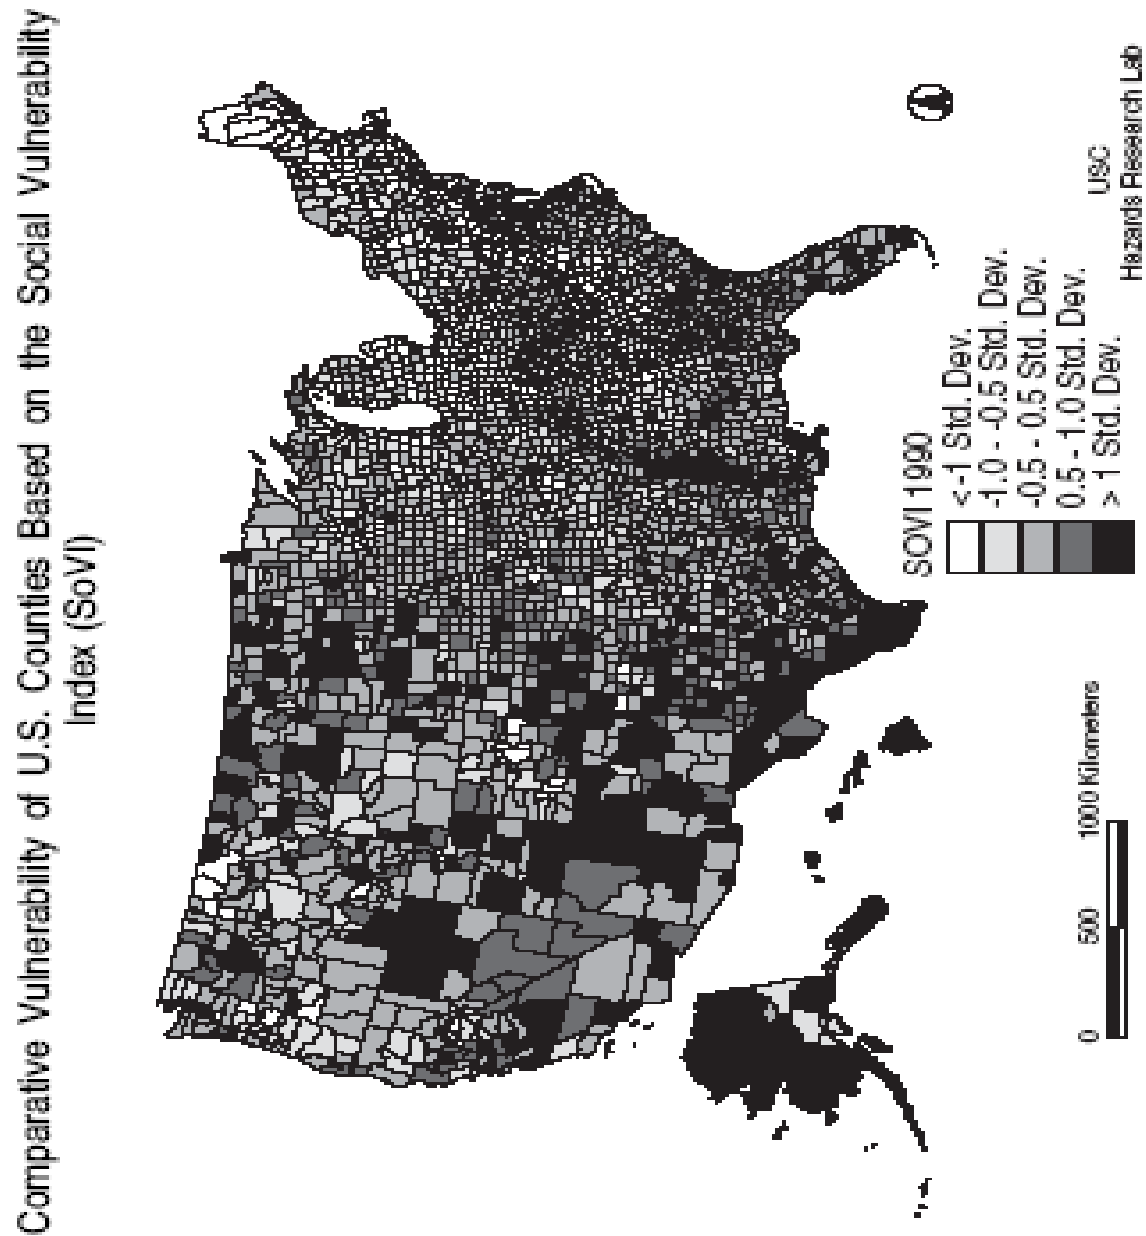 Comparative Vulnerability of U.S. Counties Based on the Social Vulnerability
Index (SoVI)
SOVI 1990
< -1 Std. Dev.
-1.0 - -0.5 Std. Dev.
-0.5 - 0.5 Std. Dev.
0.5 - 1.0 Std. Dev.
> 1 Std. Dev.
0 500 1000 Kilometers
USC
Hazards Research Lab